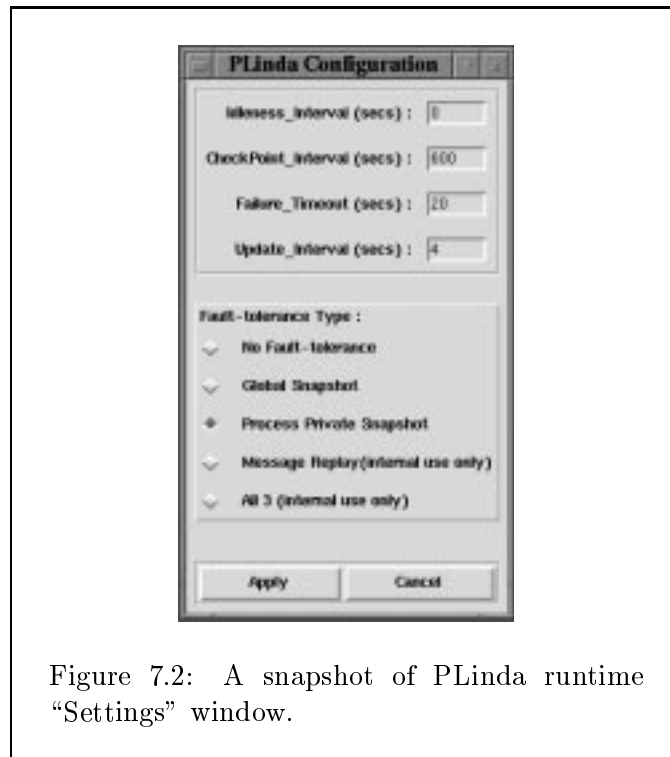 PLinda Configuration
Idleness_Interval (secs) : 0
CheckPoint_Interval (secs) : 600
Failure_Timeout (secs) : 20
Update_Interval (secs) : 4
Fault-tolerance Type :
No Fault-tolerance
Global Snapshot
Process Private Snapshot
Message Replay(internal use only)
All 3 (internal use only)
Apply Cancel
Figure 7.2: A snapshot of PLinda runtime
“Settings” window.